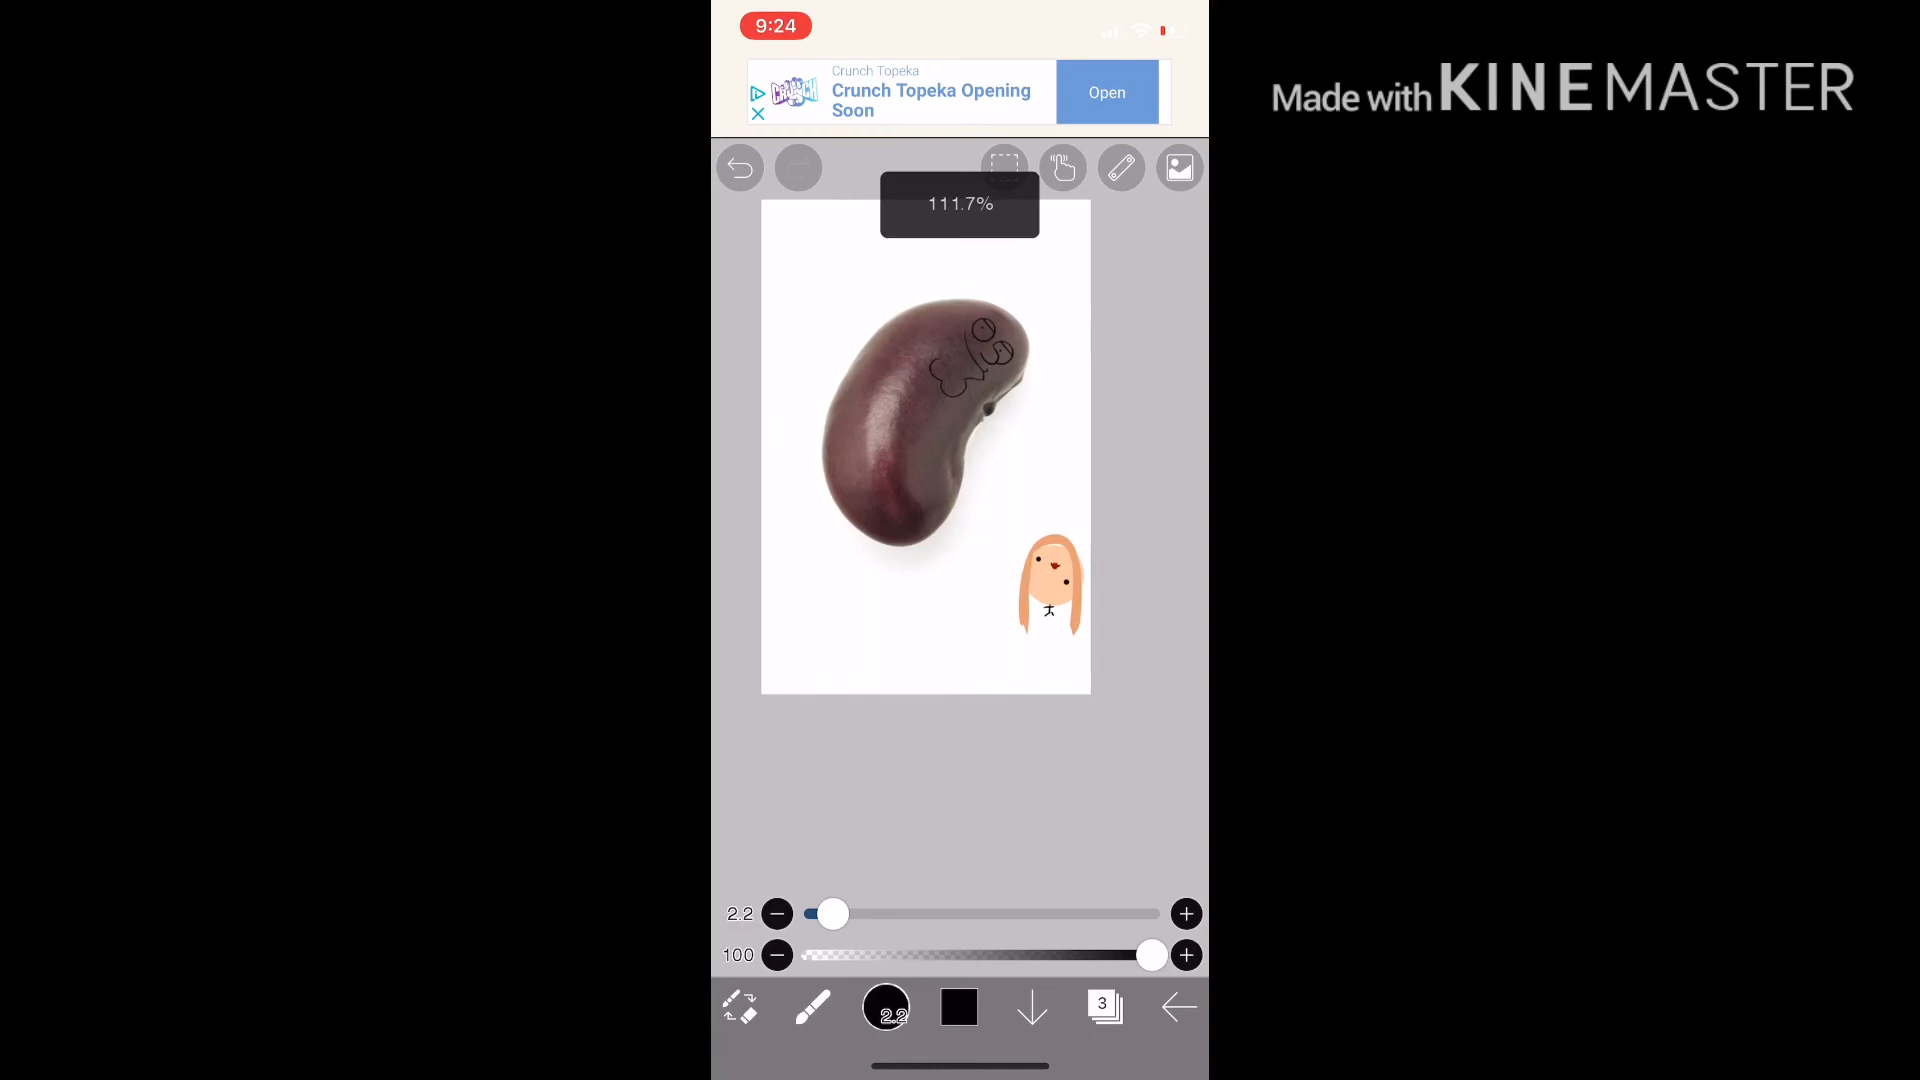 9:24
Made with KINEMASTER
CRUNCH
Crunch Topeka
Crunch Topeka Opening
Soon
Open
111.7%
2.2
100
2.2
3